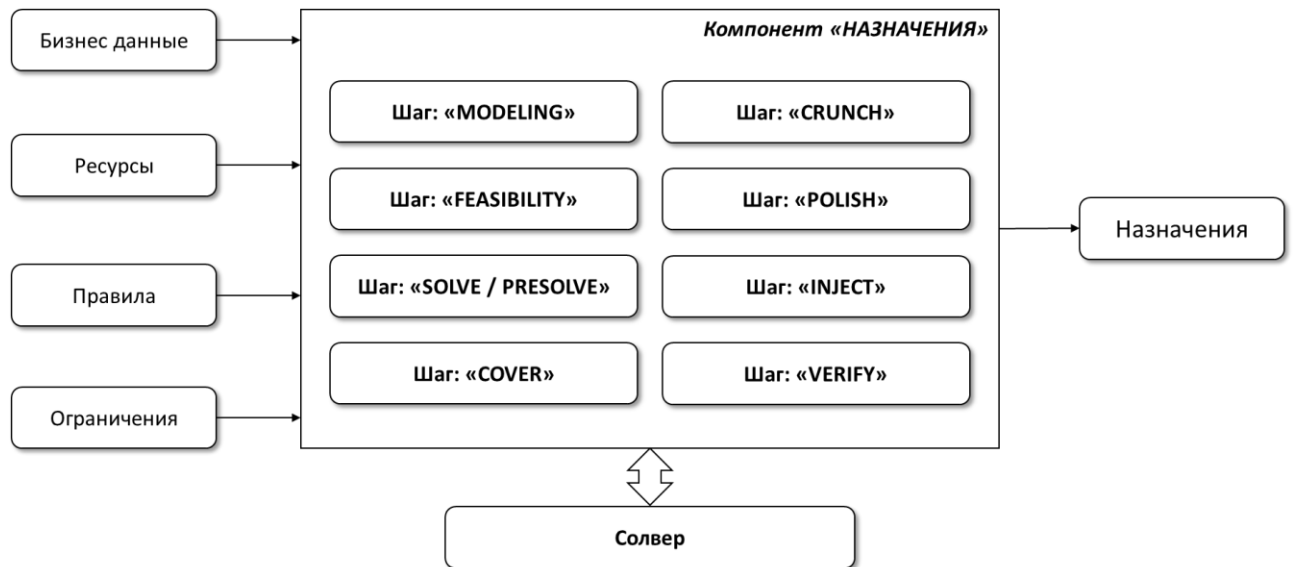 Бизнес данные
Ресурсы
Правила
Ограничения
Компонент «НАЗНАЧЕНИЯ»
Шаг: «MODELING»
Шаг: «CRUNCH»
Шаг: «FEASIBILITY»
Шаг: «POLISH»
Шаг: «SOLVE / PRESOLVE»
Шаг: «INJECT»
Шаг: «COVER»
Шаг: «VERIFY»
Назначения
Солвер